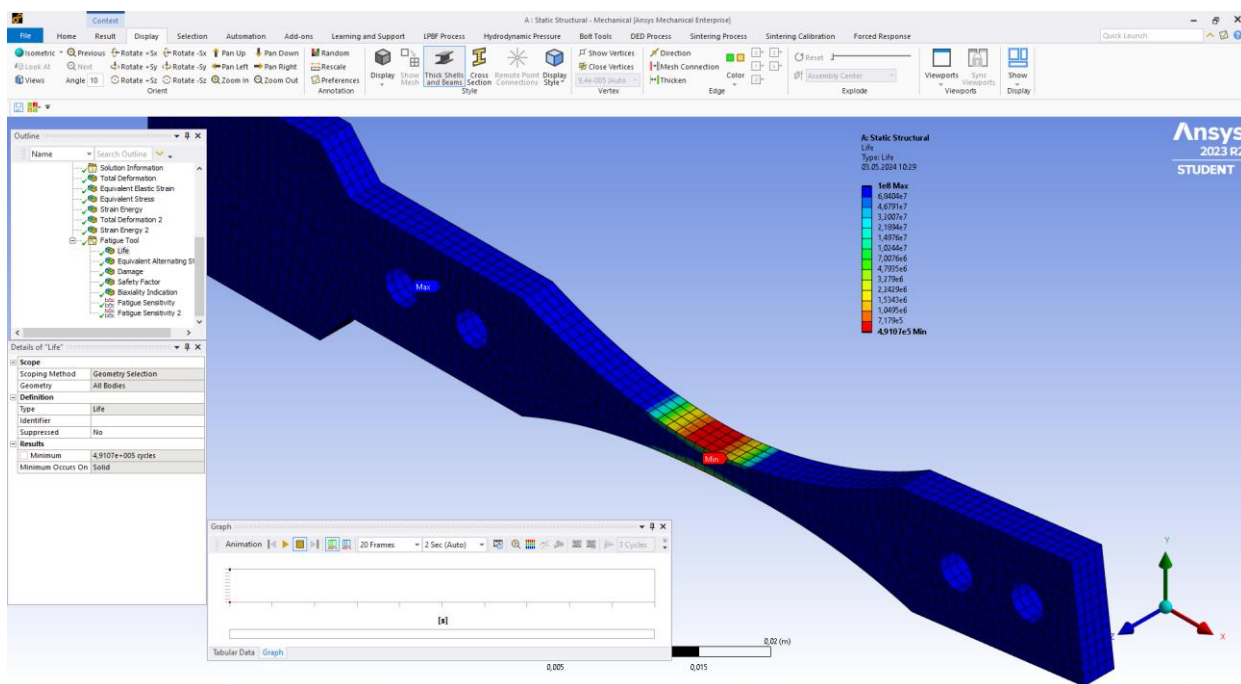 A : Static Structural - Mechanical [Ansys Mechanical Enterprise]
Context
File Home Result Display Selection Automation Add-ons Learning and Support LPBF Process Hydrodynamic Pressure Bolt Tools DED Process Sintering Process Sintering Calibration Forced Response Quick Launch
Isometric Previous Rotate +Sx Rotate -Sx Pan Up Pan Down Random Show Vertices Direction Reset
Look At Next Rotate +Sy Rotate -Sy Pan Left Pan Right Rescale Close Vertices Mesh Connection Assembly Center
Views Angle 10 Rotate +Sz Rotate -Sz Zoom In Zoom Out Preferences 9.4e-005 (Auto Thicken
Display Show Mesh Thick Shells and Beams Cross Section Remote Point Connections Display Style Color Viewports Sync Viewports Show
Orient Annotation Style Vertex Edge Explode Viewports Display
Outline
Name Search Outline
Solution Information
Total Deformation
Equivalent Elastic Strain
Equivalent Stress
Strain Energy
Total Deformation 2
Strain Energy 2
Fatigue Tool
Life
Equivalent Alternating St
Damage
Safety Factor
Biaxiality Indication
Fatigue Sensitivity
Fatigue Sensitivity 2
Details of "Life"
Scope
Scoping Method Geometry Selection
Geometry All Bodies
Definition
Type Life
Identifier
Suppressed No
Results
Minimum 4,9107e+005 cycles
Minimum Occurs On Solid
A: Static Structural
Life
Type: Life
03.05.2024 10:29
1e8 Max
6,9404e7
4,6791e7
3,2007e7
2,1894e7
1,4976e7
1,0244e7
7,0076e6
4,7935e6
3,279e6
2,2429e6
1,5343e6
1,0495e6
7,179e5
4,9107e5 Min
Ansys
2023 R2
STUDENT
Max
Min
Graph
Animation 20 Frames 2 Sec (Auto) 3 Cycles
[s]
Tabular Data Graph
0,02 (m)
0,005 0,015
Y
Z X